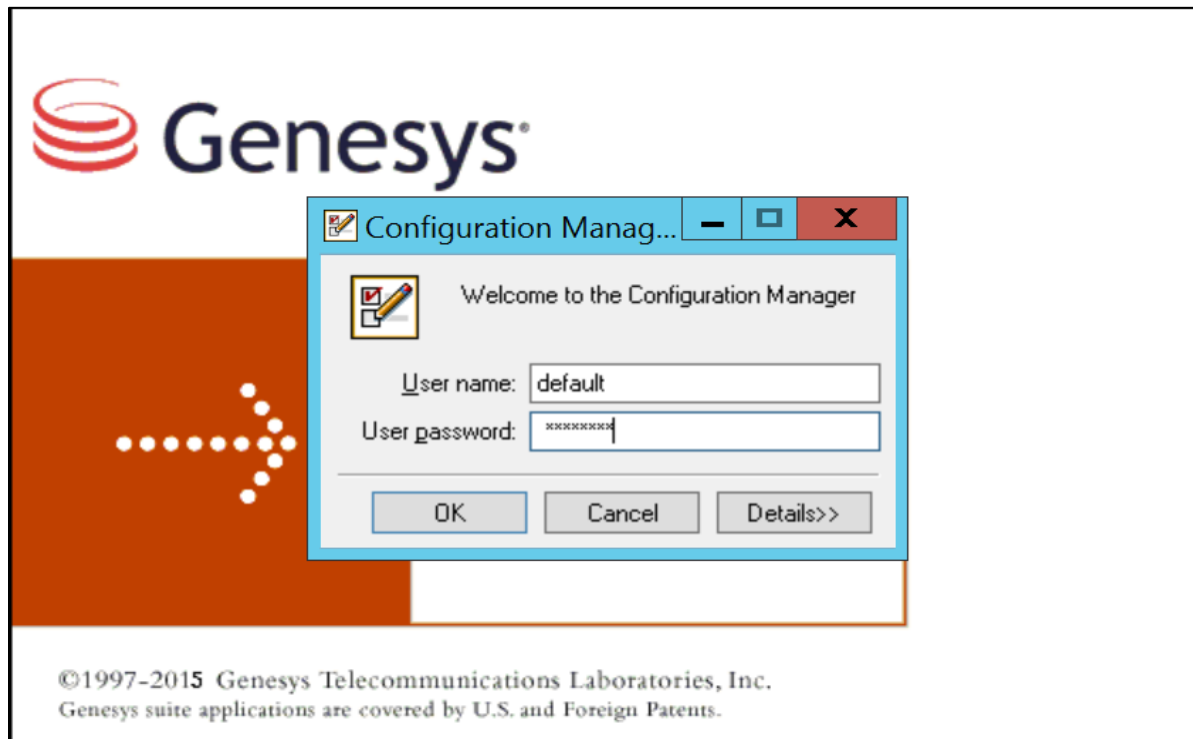 Genesys®
Configuration Manag...
Welcome to the Configuration Manager
User name: default
User password: ********
OK Cancel Details>>
©1997-2015 Genesys Telecommunications Laboratories, Inc.
Genesys suite applications are covered by U.S. and Foreign Patents.